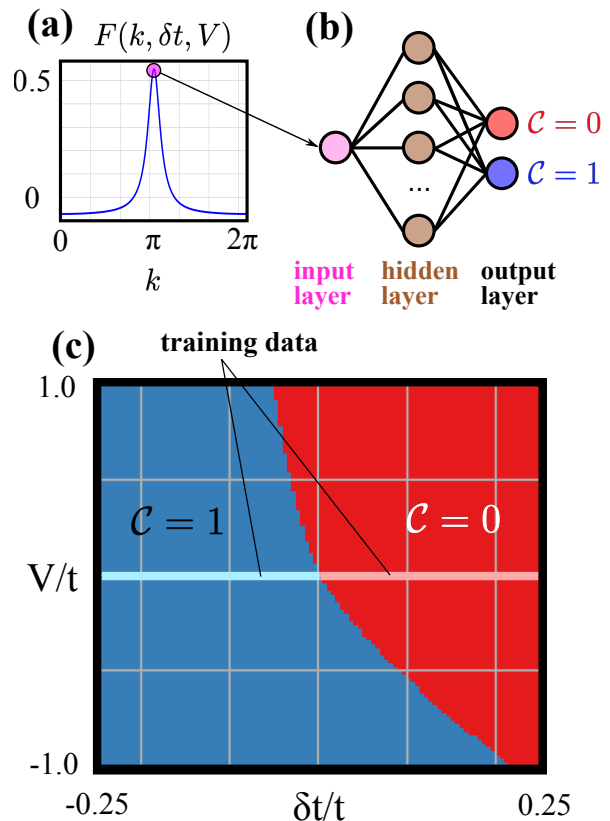 (a)
F(k, δt, V)
0.5
0
0
π
2π
k
(b)
𝒞 = 0
𝒞 = 1
...
input
layer
hidden
layer
output
layer
(c)
training data
1.0
𝒞 = 1
𝒞 = 0
V/t
-1.0
-0.25
δt/t
0.25